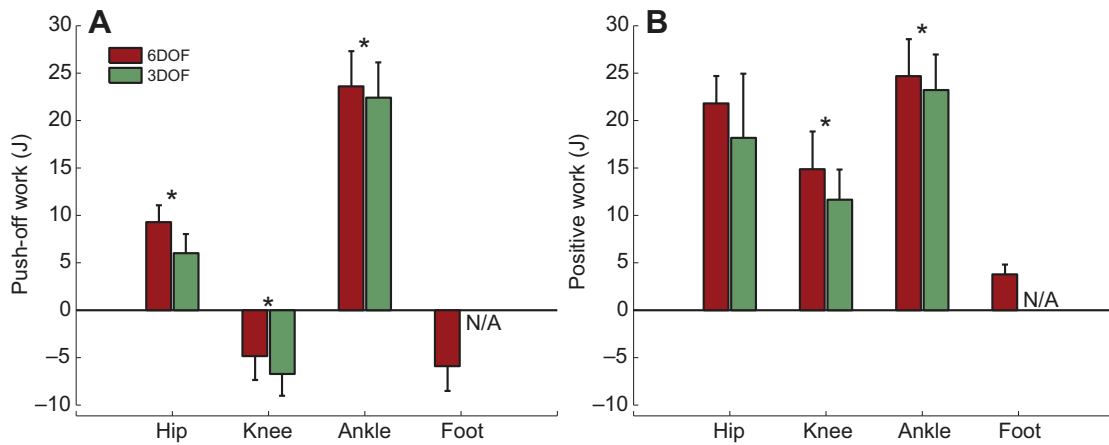 A
6DOF
3DOF
Push-off work (J)
30
25
20
15
10
5
0
–5
–10
*
*
*
N/A
Hip Knee Ankle Foot
B
Positive work (J)
30
25
20
15
10
5
0
–5
–10
*
*
N/A
Hip Knee Ankle Foot